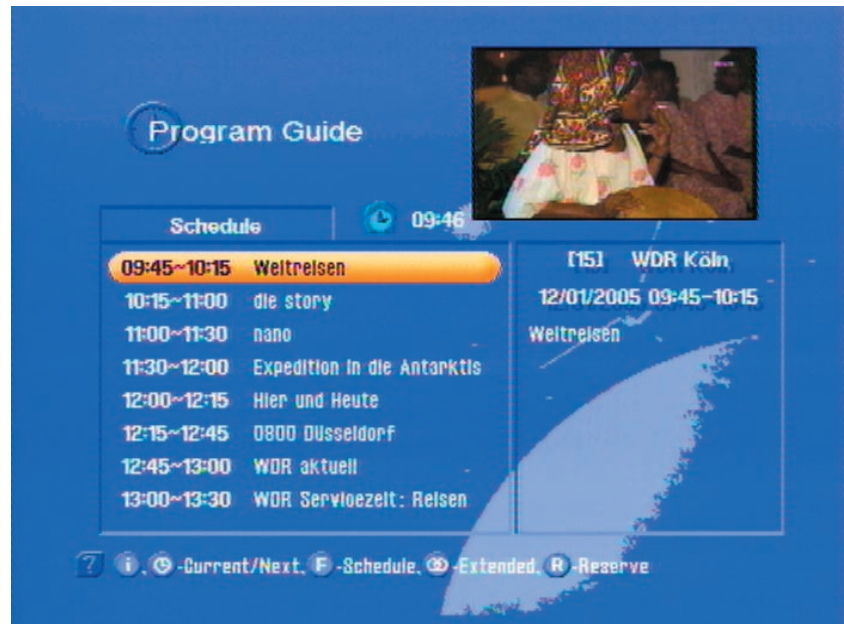 Program Guide
Schedule
09:46
09:45~10:15 Weltreisen
10:15~11:00 die story
11:00~11:30 nano
11:30~12:00 Expedition in die Antarktis
12:00~12:15 Hier und Heute
12:15~12:45 0800 Düsseldorf
12:45~13:00 WDR aktuell
13:00~13:30 WDR Servicezeit: Reisen
[15] WDR Köln
12/01/2005 09:45-10:15
Weltreisen
? i, -Current/Next, F -Schedule, -Extended, R -Reserve